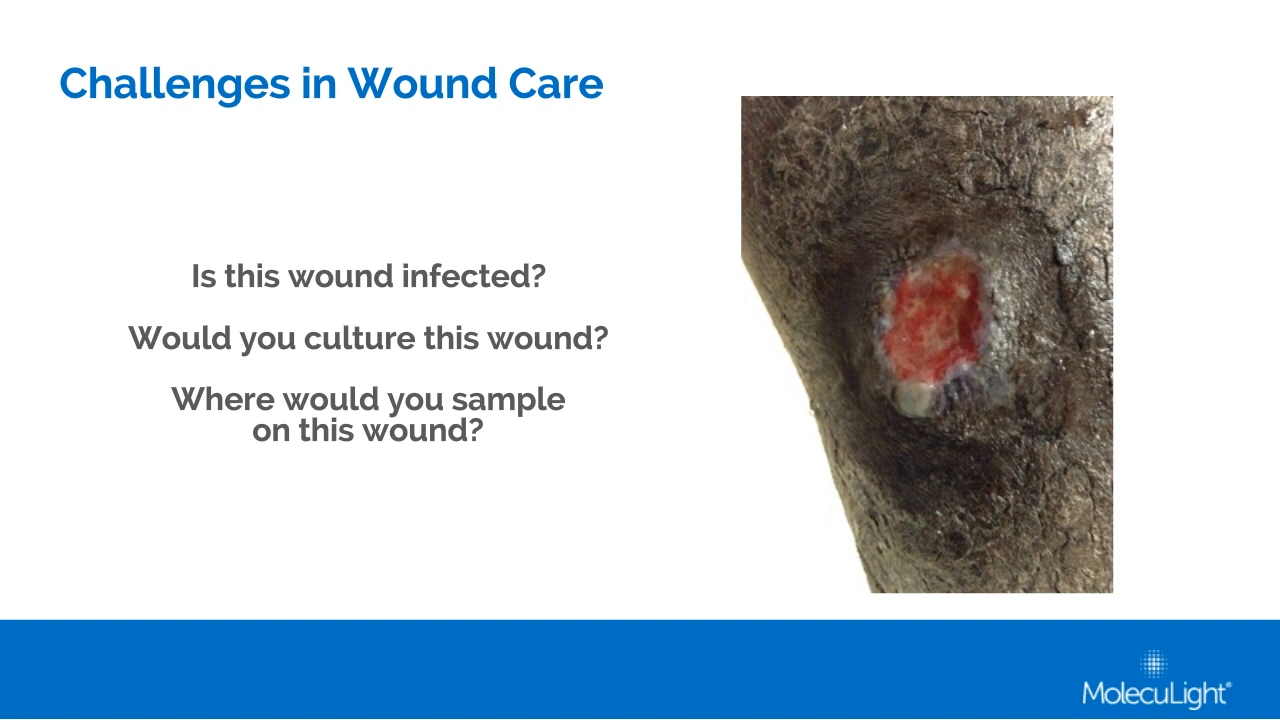 Challenges in Wound Care
Is this wound infected?
Would you culture this wound?
Where would you sample
on this wound?
MolecuLight®